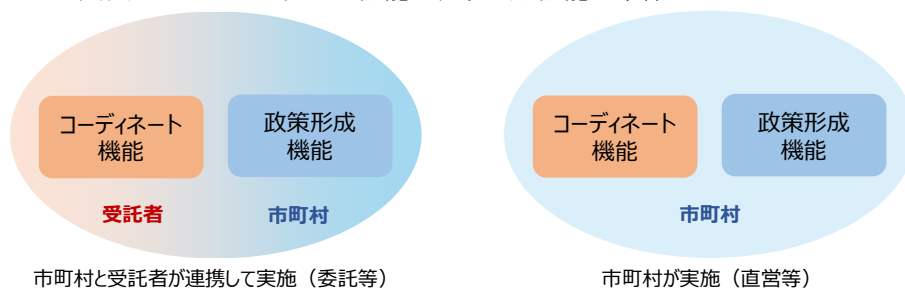 コーディネート
機能
政策形成
機能
受託者
市町村
市町村と受託者が連携して実施（委託等）
コーディネート
機能
政策形成
機能
市町村
市町村が実施（直営等）